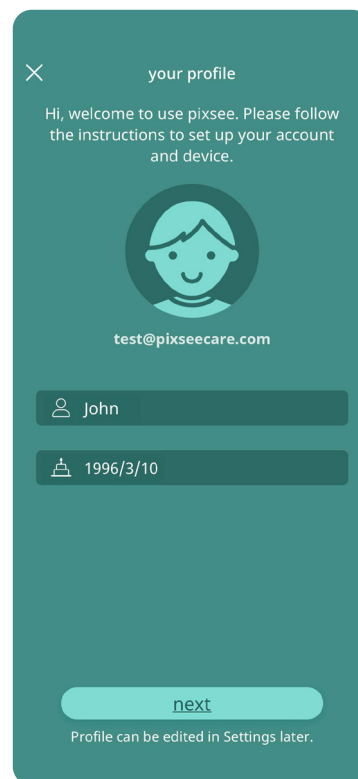 your profile
Hi, welcome to use pixsee. Please follow
the instructions to set up your account
and device.
test@pixseecare.com
John
1996/3/10
next
Profile can be edited in Settings later.